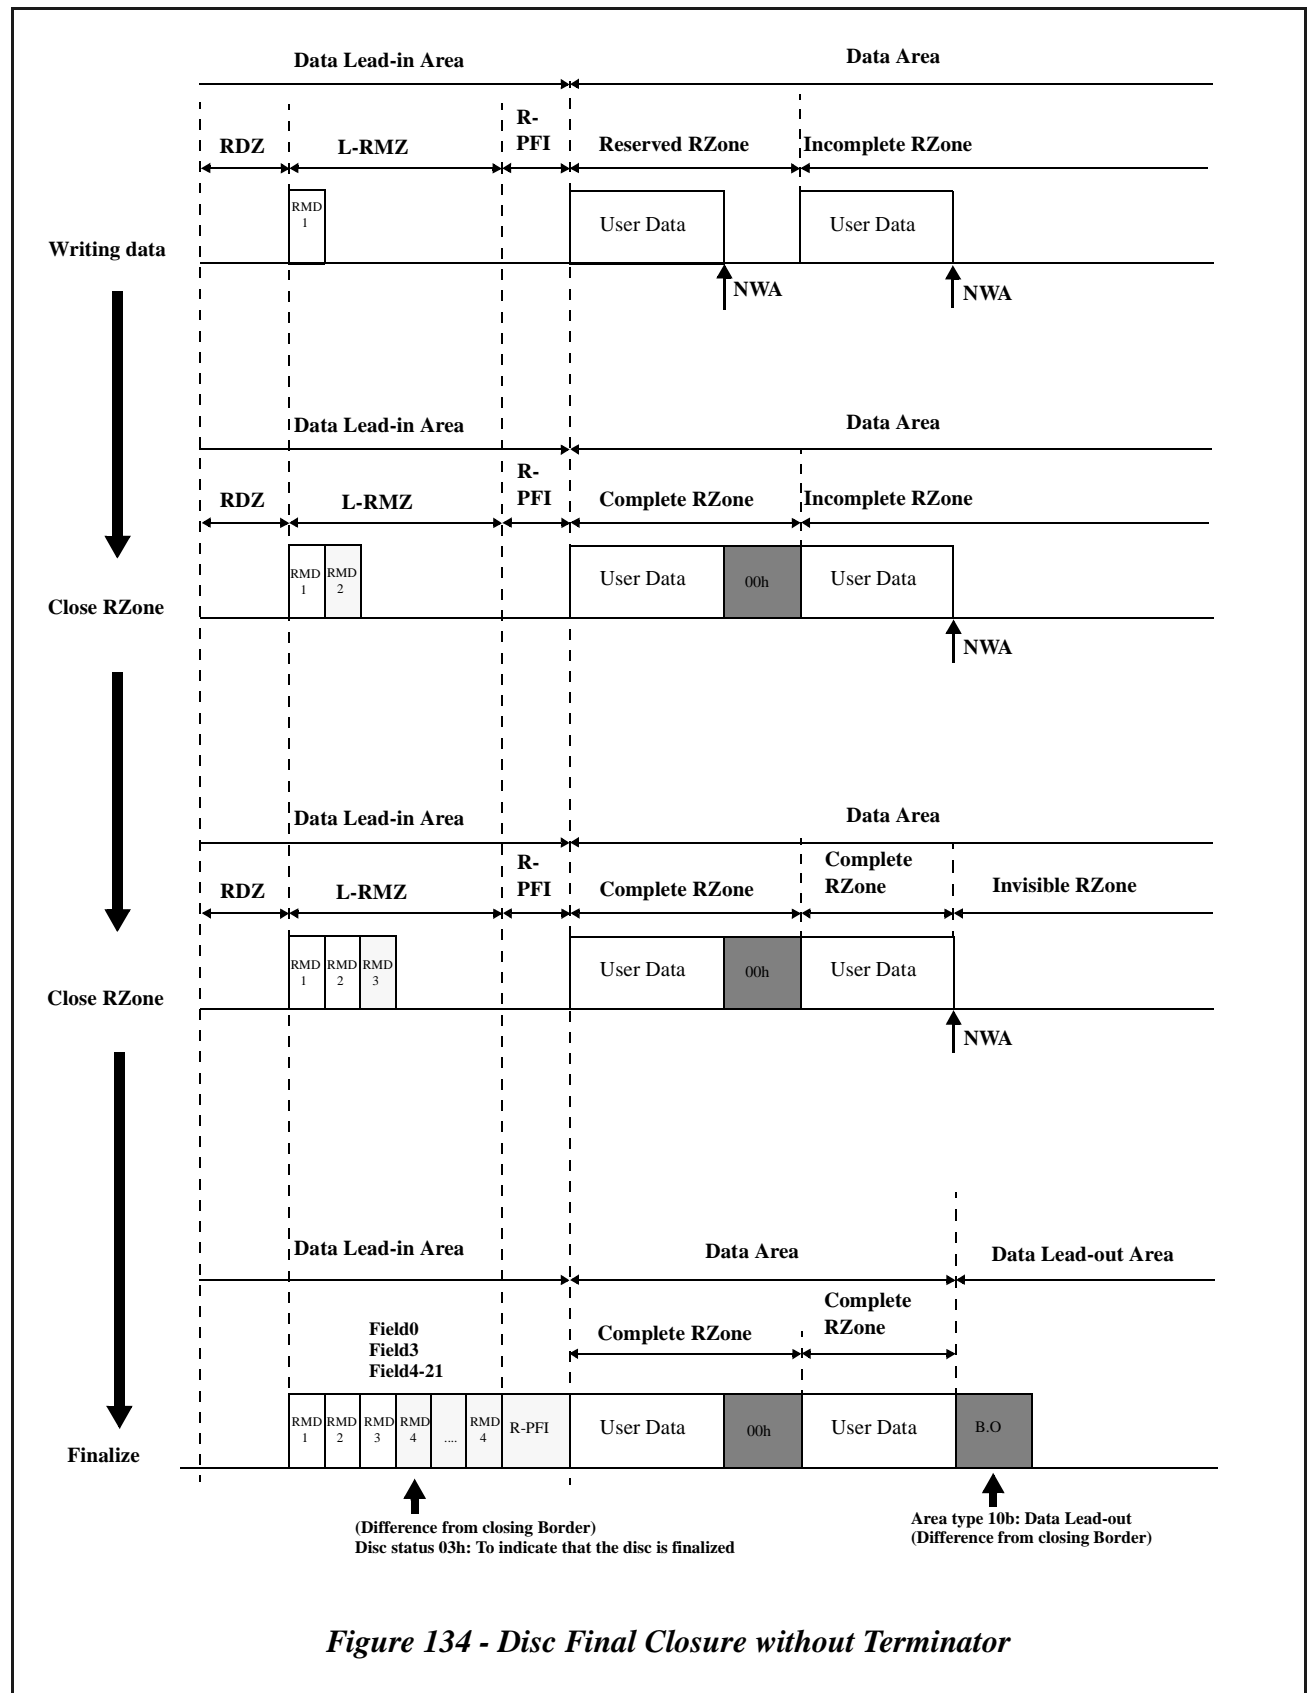 Data Lead-in Area
Data Area
RDZ
L-RMZ
R-
PFI
Reserved RZone
Incomplete RZone
RMD
1
User Data
User Data
Writing data
NWA
NWA
Data Lead-in Area
Data Area
RDZ
L-RMZ
R-
PFI
Complete RZone
Incomplete RZone
RMD
1
RMD
2
User Data
00h
User Data
Close RZone
NWA
Data Lead-in Area
Data Area
RDZ
L-RMZ
R-
PFI
Complete RZone
Complete
RZone
Invisible RZone
RMD
1
RMD
2
RMD
3
User Data
00h
User Data
Close RZone
NWA
Data Lead-in Area
Data Area
Data Lead-out Area
Field0
Field3
Field4-21
Complete RZone
Complete
RZone
RMD
1
RMD
2
RMD
3
RMD
4
....
RMD
4
R-PFI
User Data
00h
User Data
B.O
Finalize
(Difference from closing Border)
Disc status 03h: To indicate that the disc is finalized
Area type 10b: Data Lead-out
(Difference from closing Border)
Figure 134 - Disc Final Closure without Terminator